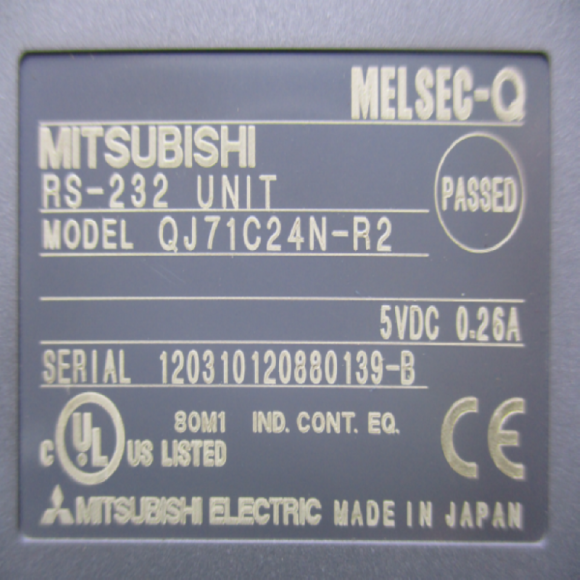 MELSEC-Q
MITSUBISHI
RS-232 UNIT
PASSED
MODEL QJ71C24N-R2
5VDC 0.26A
SERIAL 120310120880139-B
C UL US LISTED
80M1 IND. CONT. EQ.
CE
MITSUBISHI ELECTRIC MADE IN JAPAN